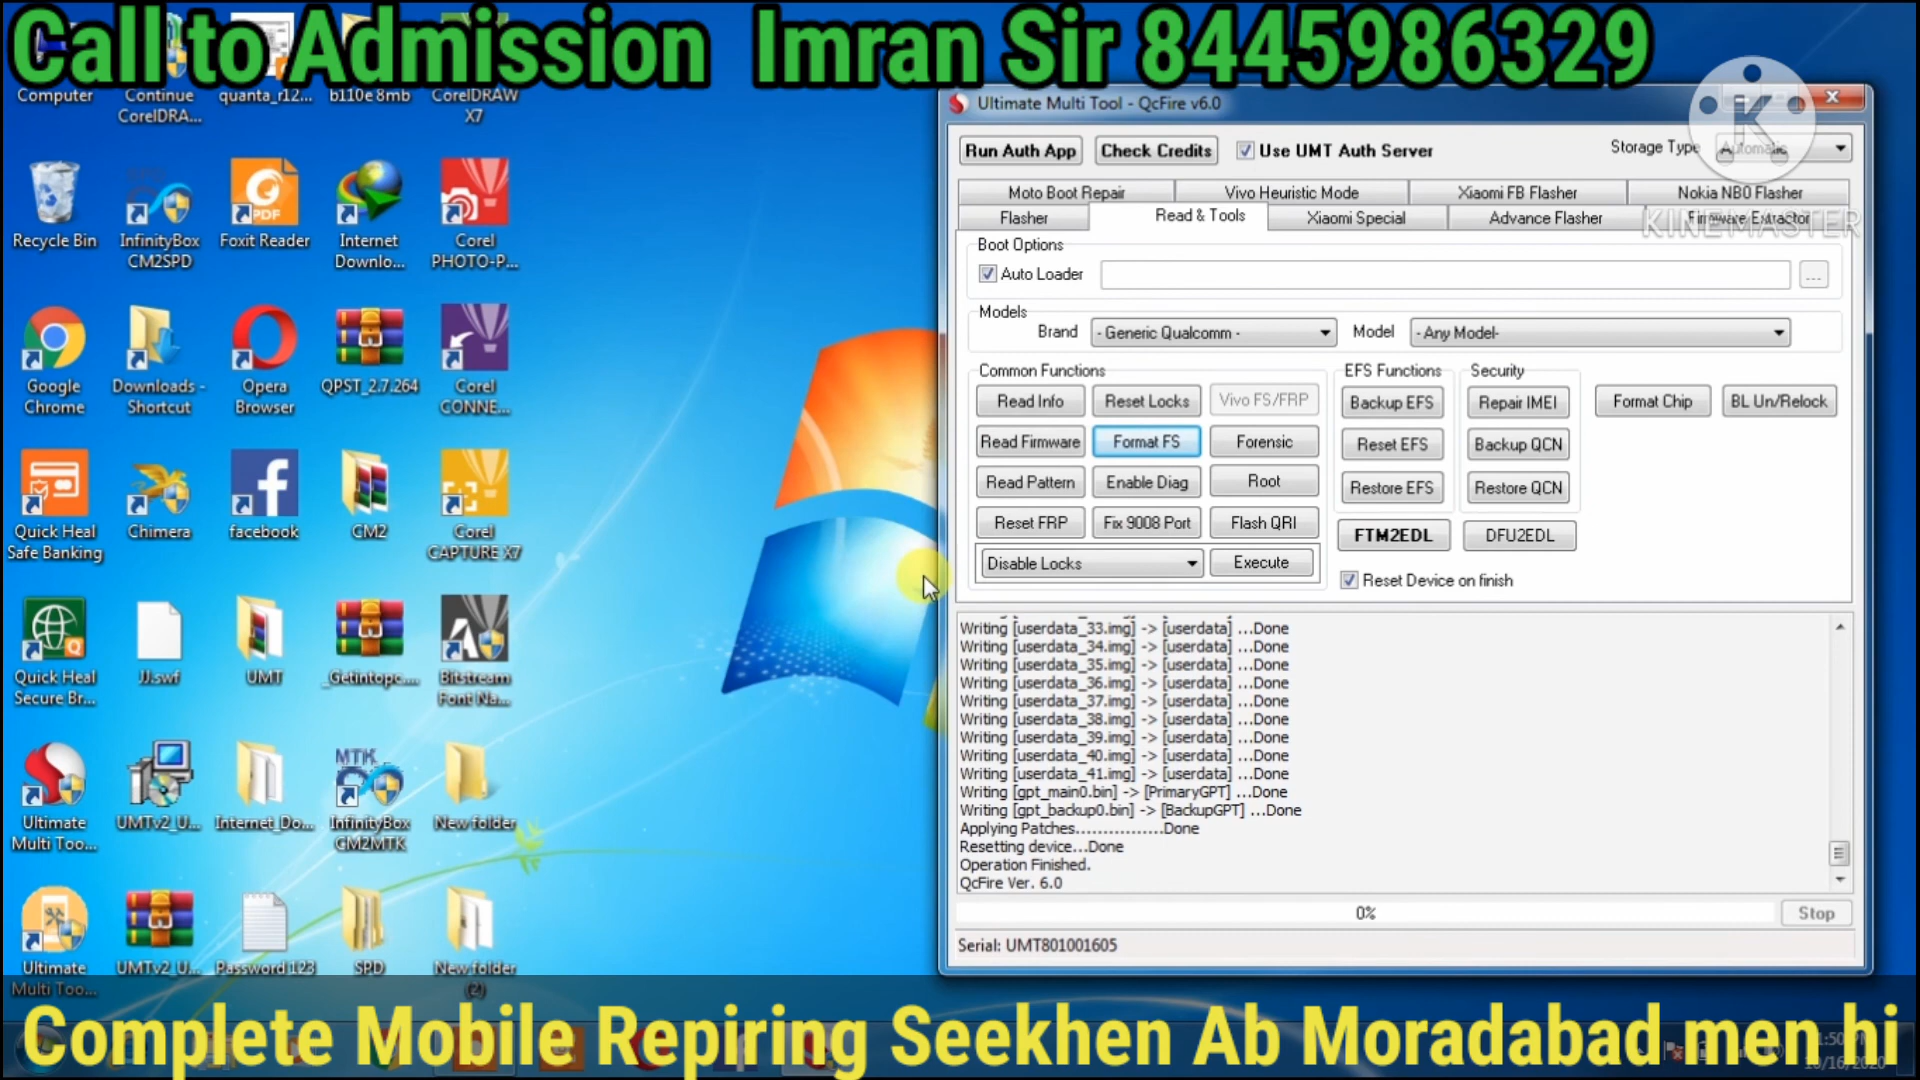 Call to Admission Imran Sir 8445986329
Computer
Continue CorelDRA...
quanta_r12...
b110e 8mb
CorelDRAW X7
Recycle Bin
InfinityBox CM2SPD
Foxit Reader
Internet Downlo...
Corel PHOTO-P...
Google Chrome
Downloads - Shortcut
Opera Browser
QPST_2.7.264
Corel CONNE...
Quick Heal Safe Banking
Chimera
facebook
CM2
Corel CAPTURE X7
Quick Heal Secure Br...
JJ.swf
UMT
_Getintopc....
Bitstream Font Na...
Ultimate Multi Too...
UMTv2_U...
Internet_Do...
MTK
InfinityBox CM2MTK
New folder
Ultimate Multi Too...
UMTv2_U...
Password 123
SPD
New folder (2)
Ultimate Multi Tool - QcFire v6.0
Run Auth App
Check Credits
Use UMT Auth Server
Storage Type
Automatic
K
KINEMASTER
Moto Boot Repair
Vivo Heuristic Mode
Xiaomi FB Flasher
Nokia NB0 Flasher
Flasher
Read & Tools
Xiaomi Special
Advance Flasher
Firmware Extractor
Boot Options
Auto Loader
...
Models
Brand
- Generic Qualcomm -
Model
- Any Model-
Common Functions
EFS Functions
Security
Read Info
Reset Locks
Vivo FS/FRP
Backup EFS
Repair IMEI
Format Chip
BL Un/Relock
Read Firmware
Format FS
Forensic
Reset EFS
Backup QCN
Read Pattern
Enable Diag
Root
Restore EFS
Restore QCN
Reset FRP
Fix 9008 Port
Flash QRI
FTM2EDL
DFU2EDL
Disable Locks
Execute
Reset Device on finish
Writing [userdata_33.img] -> [userdata] ...Done
Writing [userdata_34.img] -> [userdata] ...Done
Writing [userdata_35.img] -> [userdata] ...Done
Writing [userdata_36.img] -> [userdata] ...Done
Writing [userdata_37.img] -> [userdata] ...Done
Writing [userdata_38.img] -> [userdata] ...Done
Writing [userdata_39.img] -> [userdata] ...Done
Writing [userdata_40.img] -> [userdata] ...Done
Writing [userdata_41.img] -> [userdata] ...Done
Writing [gpt_main0.bin] -> [PrimaryGPT] ...Done
Writing [gpt_backup0.bin] -> [BackupGPT] ...Done
Applying Patches................Done
Resetting device...Done
Operation Finished.
QcFire Ver. 6.0
0%
Stop
Serial: UMT801001605
Complete Mobile Repiring Seekhen Ab Moradabad men hi